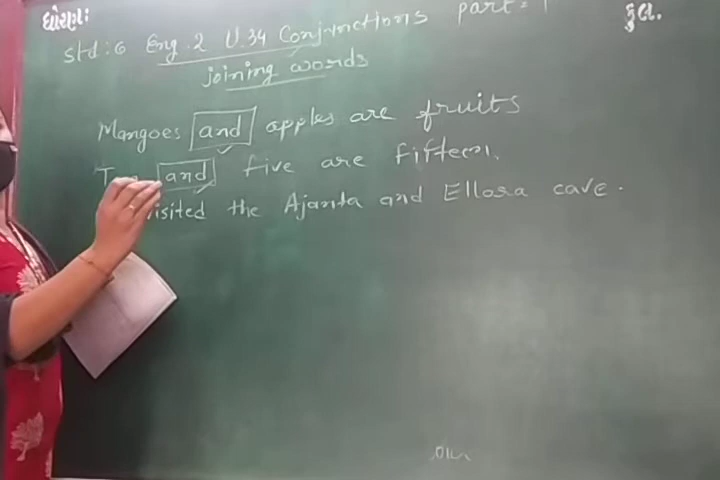 ધોરણ: કુલ.
Std: 6 Eng. 2 U.34 Conjunctions part-1
joining words
Mangoes and apples are fruits
and five are fifteen.
visited the Ajanta and Ellora cave.